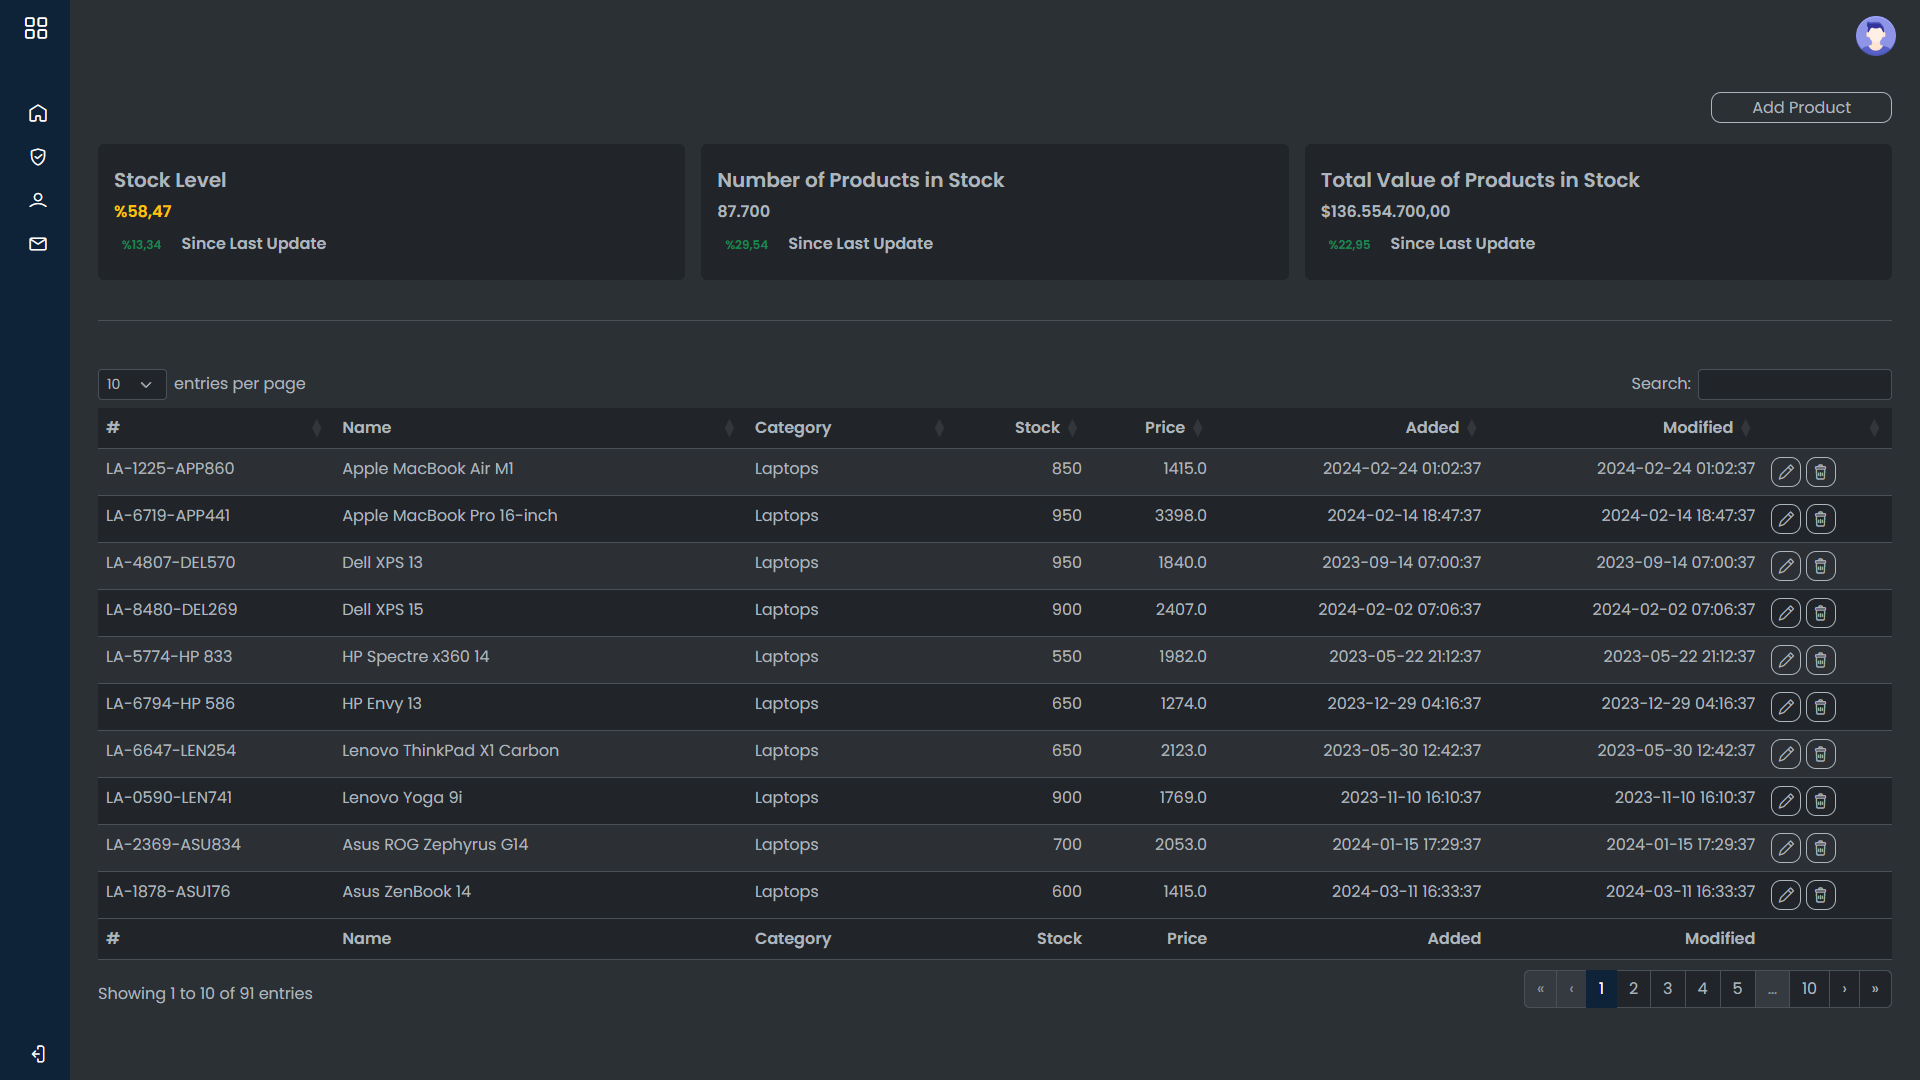 Add Product
Stock Level
Number of Products in Stock
Total Value of Products in Stock
%58,47
87.700
$136.554.700,00
%13,34 Since Last Update
%29,54 Since Last Update
%22,95 Since Last Update
10 entries per page
Search:
# Name Category Stock Price Added Modified
LA-1225-APP860 Apple MacBook Air M1 Laptops 850 1415.0 2024-02-24 01:02:37 2024-02-24 01:02:37
LA-6719-APP441 Apple MacBook Pro 16-inch Laptops 950 3398.0 2024-02-14 18:47:37 2024-02-14 18:47:37
LA-4807-DEL570 Dell XPS 13 Laptops 950 1840.0 2023-09-14 07:00:37 2023-09-14 07:00:37
LA-8480-DEL269 Dell XPS 15 Laptops 900 2407.0 2024-02-02 07:06:37 2024-02-02 07:06:37
LA-5774-HP 833 HP Spectre x360 14 Laptops 550 1982.0 2023-05-22 21:12:37 2023-05-22 21:12:37
LA-6794-HP 586 HP Envy 13 Laptops 650 1274.0 2023-12-29 04:16:37 2023-12-29 04:16:37
LA-6647-LEN254 Lenovo ThinkPad X1 Carbon Laptops 650 2123.0 2023-05-30 12:42:37 2023-05-30 12:42:37
LA-0590-LEN741 Lenovo Yoga 9i Laptops 900 1769.0 2023-11-10 16:10:37 2023-11-10 16:10:37
LA-2369-ASU834 Asus ROG Zephyrus G14 Laptops 700 2053.0 2024-01-15 17:29:37 2024-01-15 17:29:37
LA-1878-ASU176 Asus ZenBook 14 Laptops 600 1415.0 2024-03-11 16:33:37 2024-03-11 16:33:37
# Name Category Stock Price Added Modified
Showing 1 to 10 of 91 entries
« ‹ 1 2 3 4 5 … 10 › »